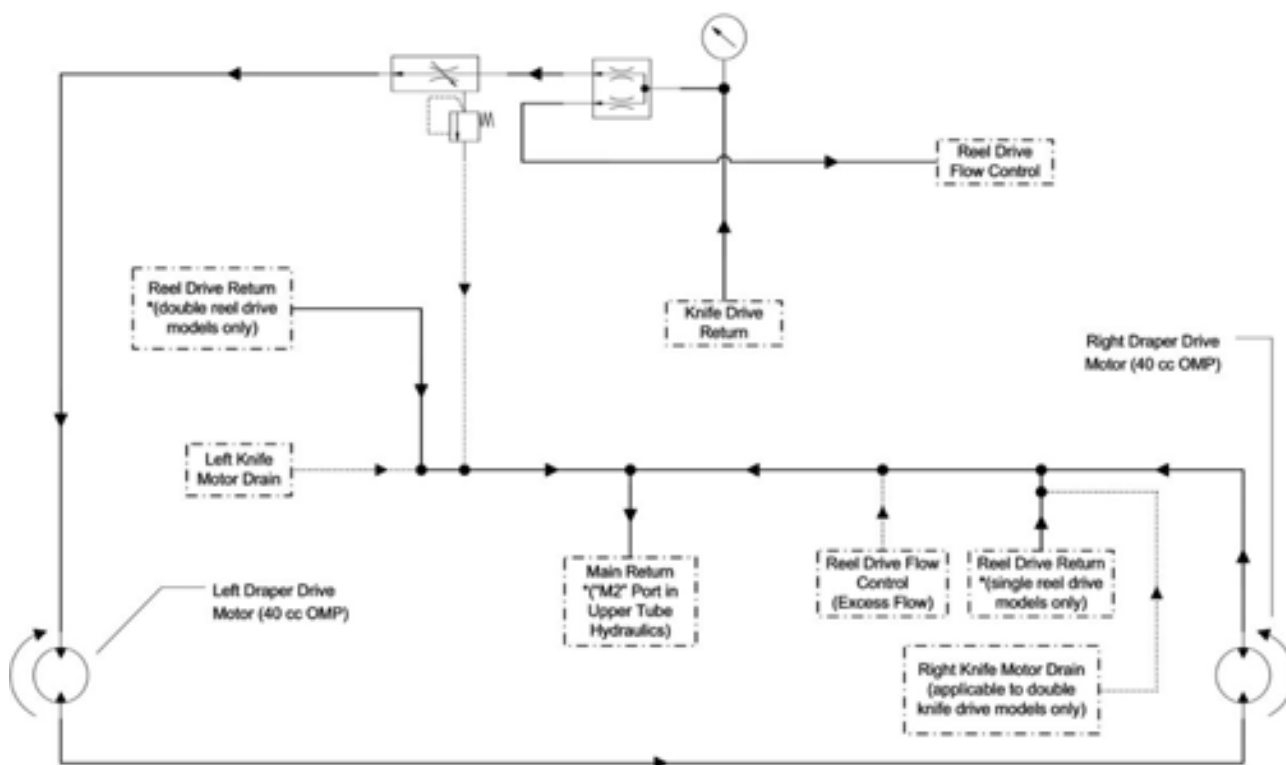 Reel Drive
Flow Control
Reel Drive Return
*(double reel drive
models only)
Knife Drive
Return
Right Draper Drive
Motor (40 cc OMP)
Left Knife
Motor Drain
Main Return
*("M2" Port in
Upper Tube
Hydraulics)
Reel Drive Flow
Control
(Excess Flow)
Reel Drive Return
*(single reel drive
models only)
Left Draper Drive
Motor (40 cc OMP)
Right Knife Motor Drain
(applicable to double
knife drive models only)